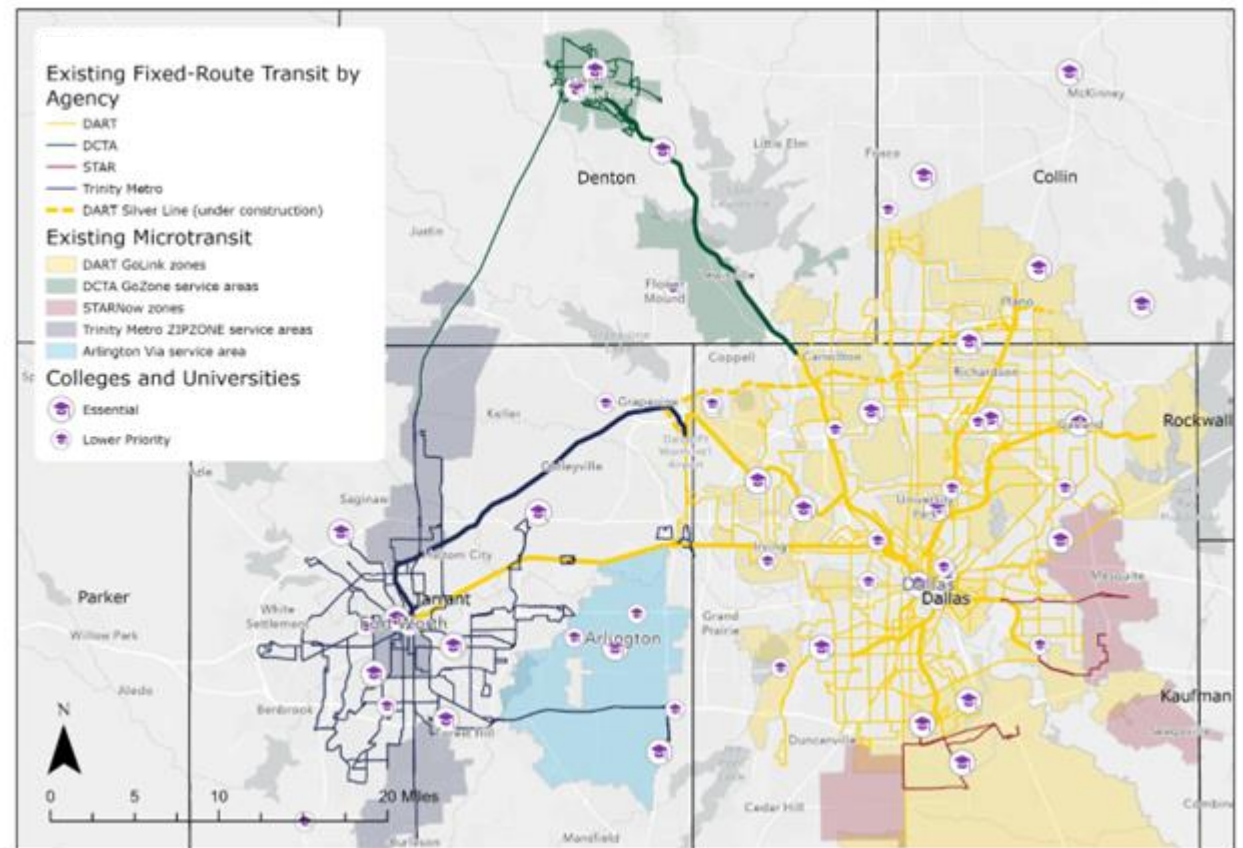 Existing Fixed-Route Transit by
Agency
DART
DCTA
STAR
Trinity Metro
DART Silver Line (under construction)
Existing Microtransit
DART GoLink zones
DCTA GoZone service areas
STARNow zones
Trinity Metro ZIPZONE service areas
Arlington Via service area
Colleges and Universities
Essential
Lower Priority
McKinney
Little Elm
Frisco
Denton
Collin
Justin
Lewisville
Flower
Mound
Plano
Coppell
Carrollton
Richardson
Keller
Grapevine
Garland
Rockwall
Colleyville
Azle
Saginaw
University
Park
Haltom City
Irving
Mesquite
Parker
White
Settlement
Tarrant
Fort Worth
Dallas
Dallas
Willow Park
Grand
Prairie
Arlington
Aledo
Benbrook
Forest Hill
Kaufman
Duncanville
N
0 5 10 20 Miles
Cedar Hill
Combine
Mansfield
Burleson